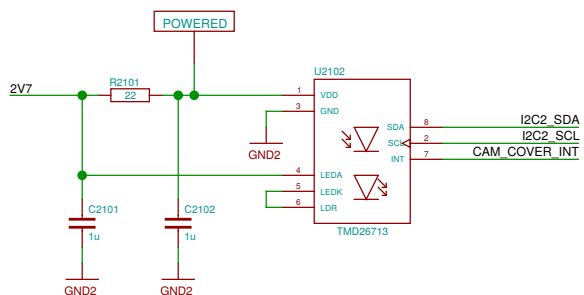 POWERED
U2102
2V7
R2101
22
1
VDD
3
GND
SDA
8
I2C2_SDA
SCL
2
I2C2_SCL
INT
7
CAM_COVER_INT
GND2
4
LEDA
5
LEDK
6
LDR
C2101
1u
C2102
1u
TMD26713
GND2
GND2